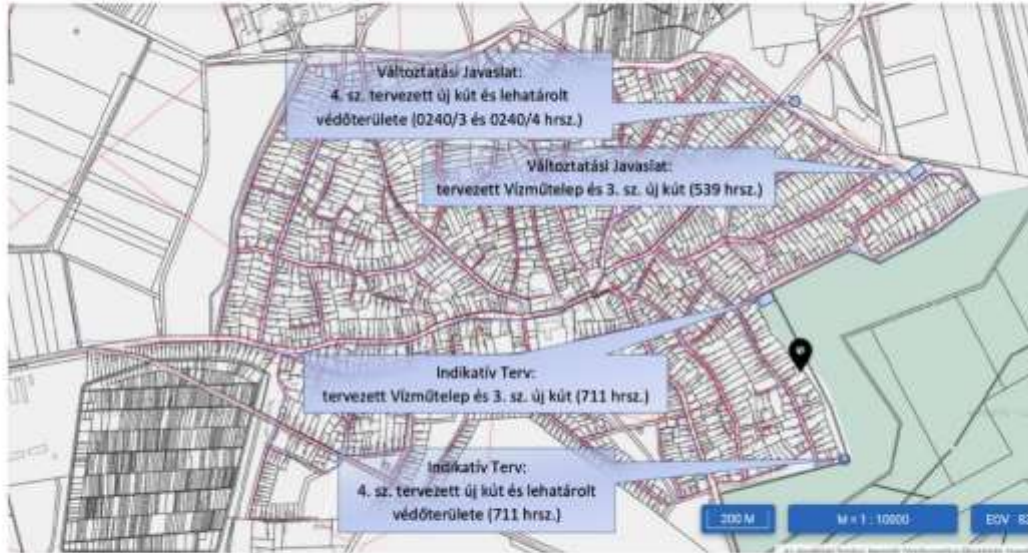 Változtatási Javaslat:
4. sz. tervezett új kút és lehatárolt
védőterülete (0240/3 és 0240/4 hrsz.)
Változtatási Javaslat:
tervezett Vízműtelep és 3. sz. új kút (539 hrsz.)
Indikatív Terv:
tervezett Vízműtelep és 3. sz. új kút (711 hrsz.)
Indikatív Terv:
4. sz. tervezett új kút és lehatárolt
védőterülete (711 hrsz.)
200 M
M = 1 : 10000
EOV